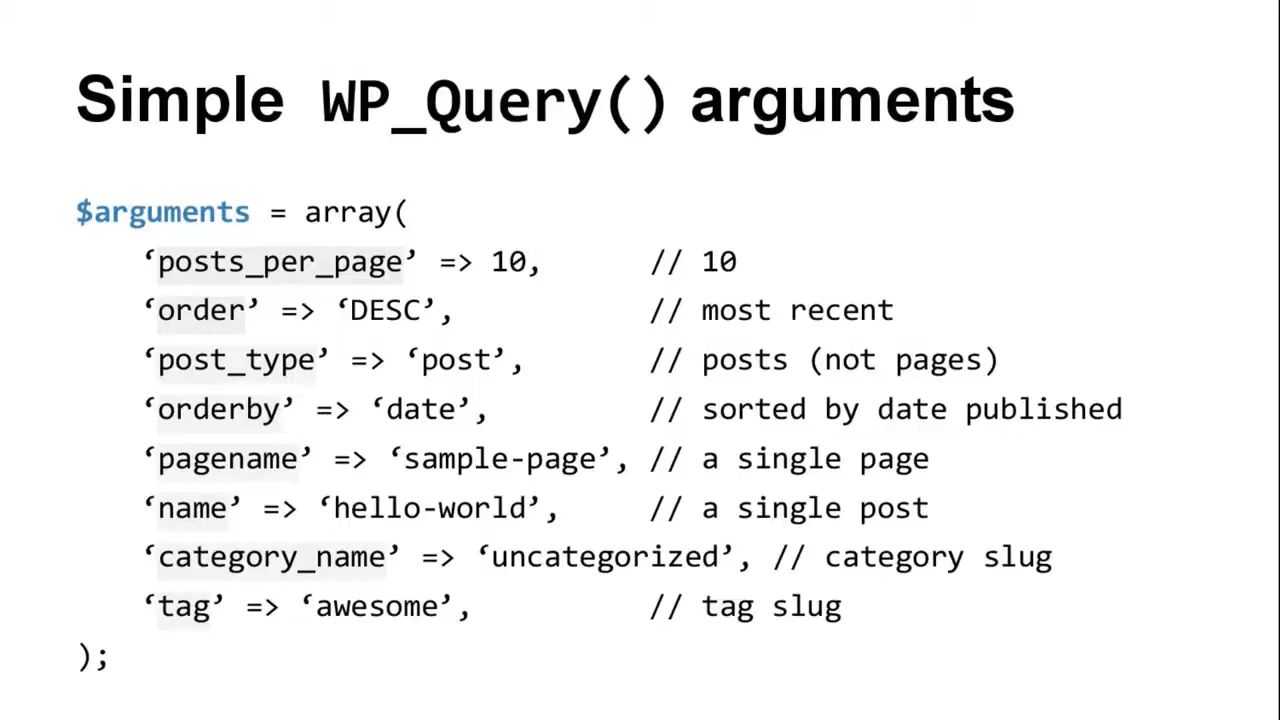 Simple WP_Query() arguments
$arguments = array(
‘posts_per_page’ => 10, // 10
‘order’ => ‘DESC’, // most recent
‘post_type’ => ‘post’, // posts (not pages)
‘orderby’ => ‘date’, // sorted by date published
‘pagename’ => ‘sample-page’, // a single page
‘name’ => ‘hello-world’, // a single post
‘category_name’ => ‘uncategorized’, // category slug
‘tag’ => ‘awesome’, // tag slug
);